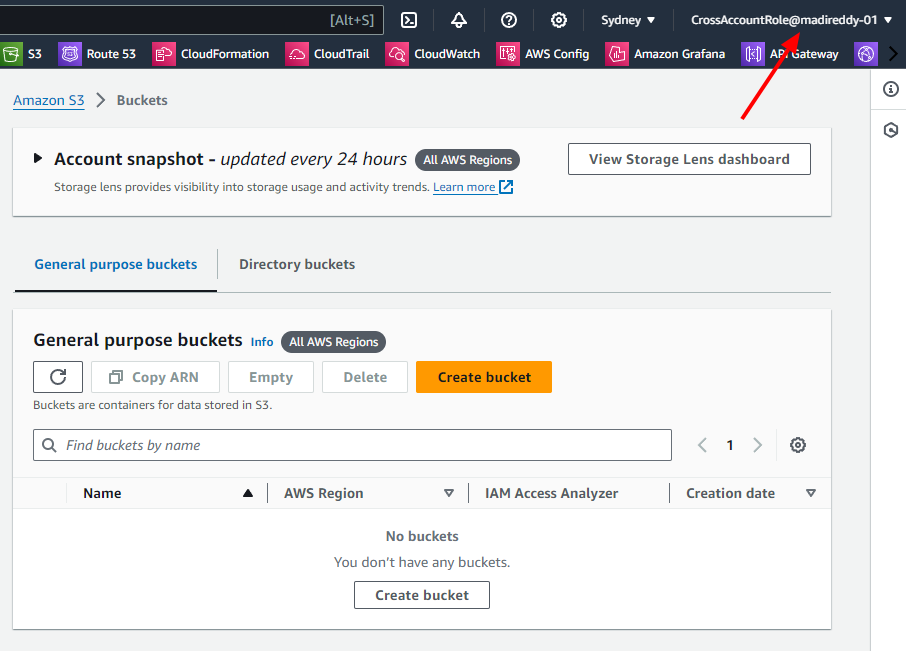 [Alt+S] Sydney CrossAccountRole@madireddy-01
S3 Route 53 CloudFormation CloudTrail CloudWatch AWS Config Amazon Grafana API Gateway
Amazon S3 Buckets
Account snapshot - updated every 24 hours All AWS Regions View Storage Lens dashboard
Storage lens provides visibility into storage usage and activity trends. Learn more
General purpose buckets Directory buckets
General purpose buckets Info All AWS Regions
Copy ARN Empty Delete Create bucket
Buckets are containers for data stored in S3.
Find buckets by name 1
Name AWS Region IAM Access Analyzer Creation date
No buckets
You don't have any buckets.
Create bucket